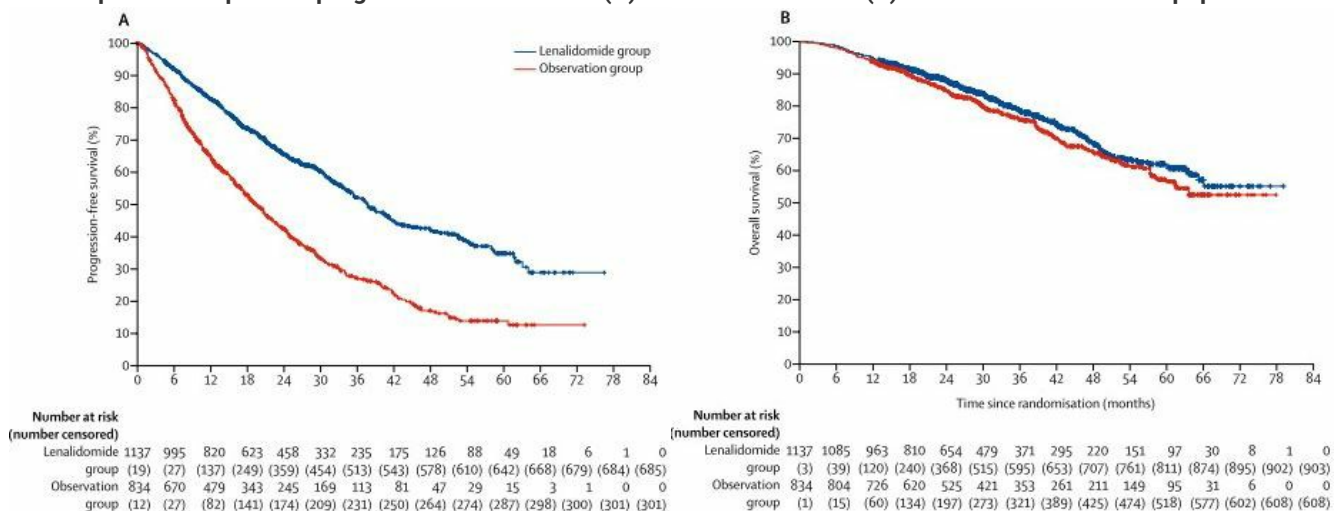 A
100
90
80
70
60
50
40
30
20
10
0
Progression-free survival (%)
Lenalidomide group
Observation group
0 6 12 18 24 30 36 42 48 54 60 66 72 78 84
Number at risk
(number censored)
Lenalidomide 1137 995 820 623 458 332 235 175 126 88 49 18 6 1 0
group (19) (27) (137) (249) (359) (454) (513) (543) (578) (610) (642) (668) (679) (684) (685)
Observation 834 670 479 343 245 169 113 81 47 29 15 3 1 0 0
group (12) (27) (82) (141) (174) (209) (231) (250) (264) (274) (287) (298) (300) (301) (301)
B
100
90
80
70
60
50
40
30
20
10
0
Overall survival (%)
0 6 12 18 24 30 36 42 48 54 60 66 72 78 84
Time since randomisation (months)
Number at risk
(number censored)
Lenalidomide 1137 1085 963 810 654 479 371 295 220 151 97 30 8 1 0
group (3) (39) (120) (240) (368) (515) (595) (653) (707) (761) (811) (874) (895) (902) (903)
Observation 834 804 726 620 525 421 353 261 211 149 95 31 6 0 0
group (1) (15) (60) (134) (197) (273) (321) (389) (425) (474) (518) (577) (602) (608) (608)